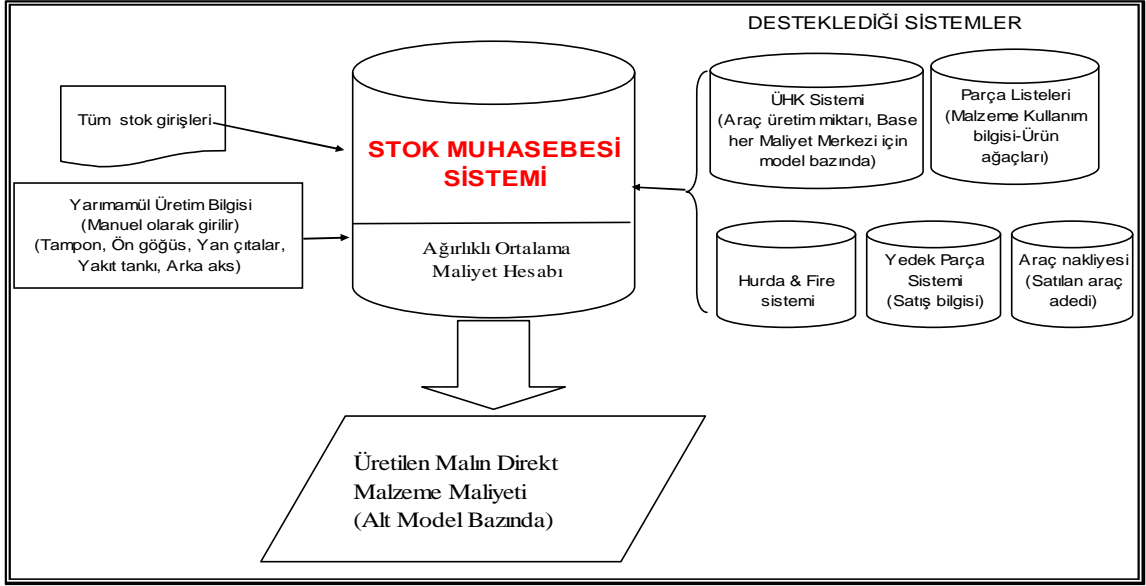 DESTEKLEDİĞİ SİSTEMLER
Tüm stok girişleri
Yarımamül Üretim Bilgisi
(Manuel olarak girilir)
(Tampon, Ön göğüs, Yan çıtalar,
Yakıt tankı, Arka aks)
STOK MUHASEBESİ
SİSTEMİ
Ağırlıklı Ortalama
Maliyet Hesabı
ÜHK Sistemi
(Araç üretim miktarı, Base
her Maliyet Merkezi için
model bazında)
Parça Listeleri
(Malzeme Kullanım
bilgisi-Ürün
ağaçları)
Hurda & Fire
sistemi
Yedek Parça
Sistemi
(Satış bilgisi)
Araç nakliyesi
(Satılan araç
adedi)
Üretilen Malın Direkt
Malzeme Maliyeti
(Alt Model Bazında)